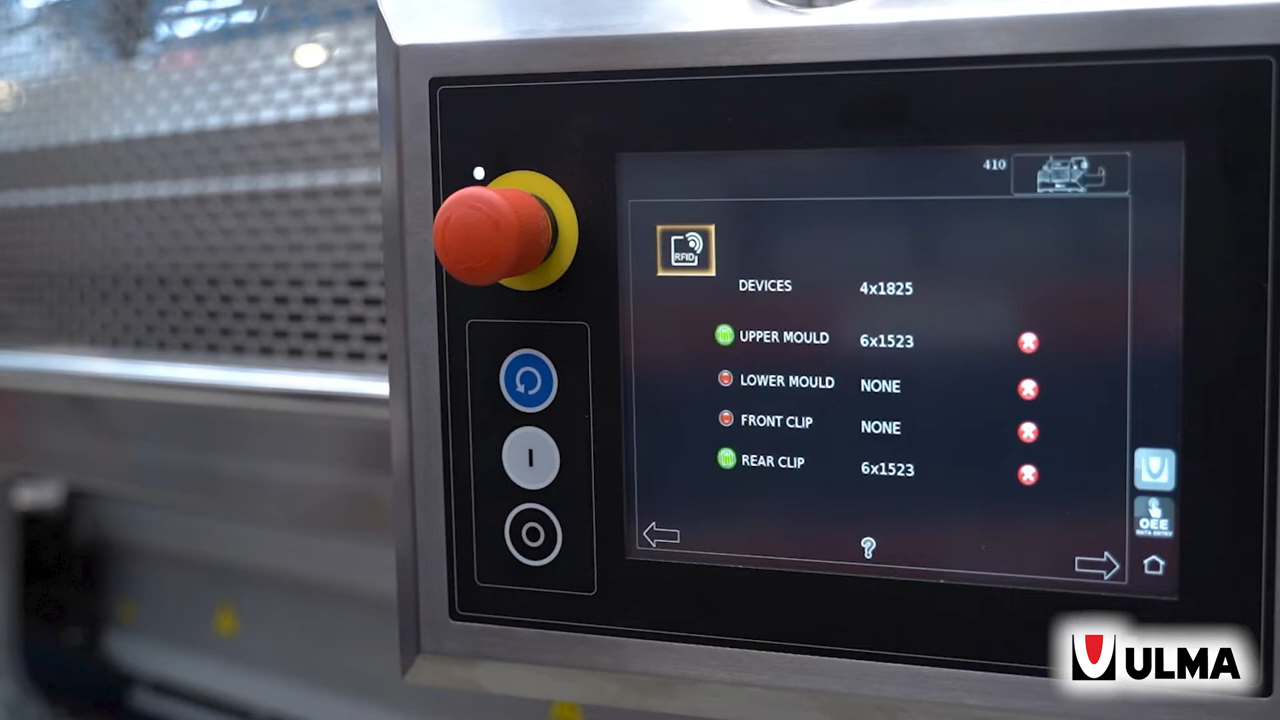 410
RFID
DEVICES 4x1825
UPPER MOULD 6x1523
LOWER MOULD NONE
FRONT CLIP NONE
REAR CLIP 6x1523
?
OEE
DATA ENTRY
I
ULMA